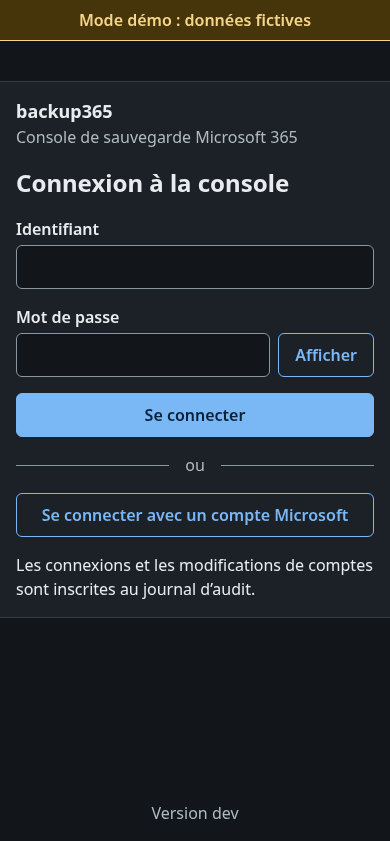 Mode démo : données fictives
backup365
Console de sauvegarde Microsoft 365
Connexion à la console
Identifiant
Mot de passe
Afficher
Se connecter
ou
Se connecter avec un compte Microsoft
Les connexions et les modifications de comptes
sont inscrites au journal d’audit.
Version dev